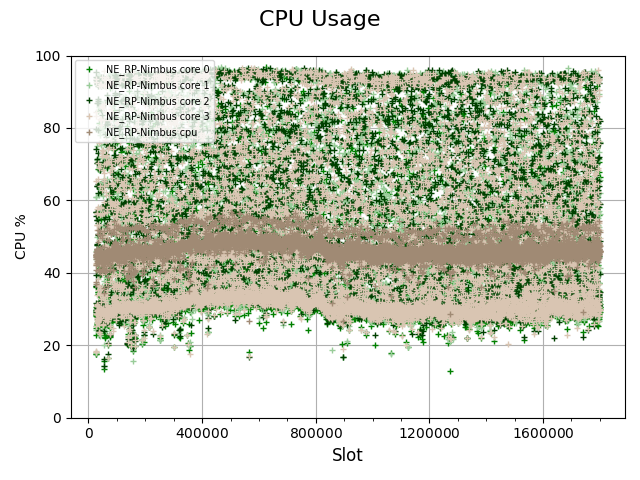 CPU Usage
100
80
60
40
20
0
CPU %
NE_RP-Nimbus core 0
NE_RP-Nimbus core 1
NE_RP-Nimbus core 2
NE_RP-Nimbus core 3
NE_RP-Nimbus cpu
0 400000 800000 1200000 1600000
Slot